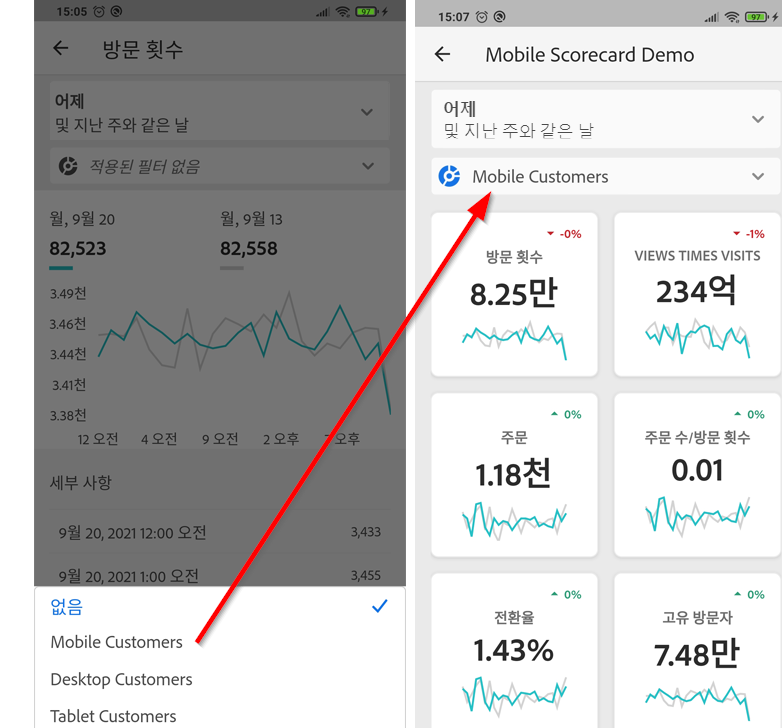 15:05
97
방문 횟수
어제
및 지난 주와 같은 날
적용된 필터 없음
월, 9월 20
월, 9월 13
82,523
82,558
3.49천
3.46천
3.44천
3.41천
3.38천
12 오전
4 오전
9 오전
2 오후
7 오후
세부 사항
9월 20, 2021 12:00 오전
3,433
9월 20, 2021 1:00 오전
3,455
없음
Mobile Customers
Desktop Customers
Tablet Customers
15:07
97
Mobile Scorecard Demo
어제
및 지난 주와 같은 날
Mobile Customers
-0%
방문 횟수
8.25만
-1%
VIEWS TIMES VISITS
234억
0%
주문
1.18천
0%
주문 수/방문 횟수
0.01
0%
전환율
1.43%
0%
고유 방문자
7.48만